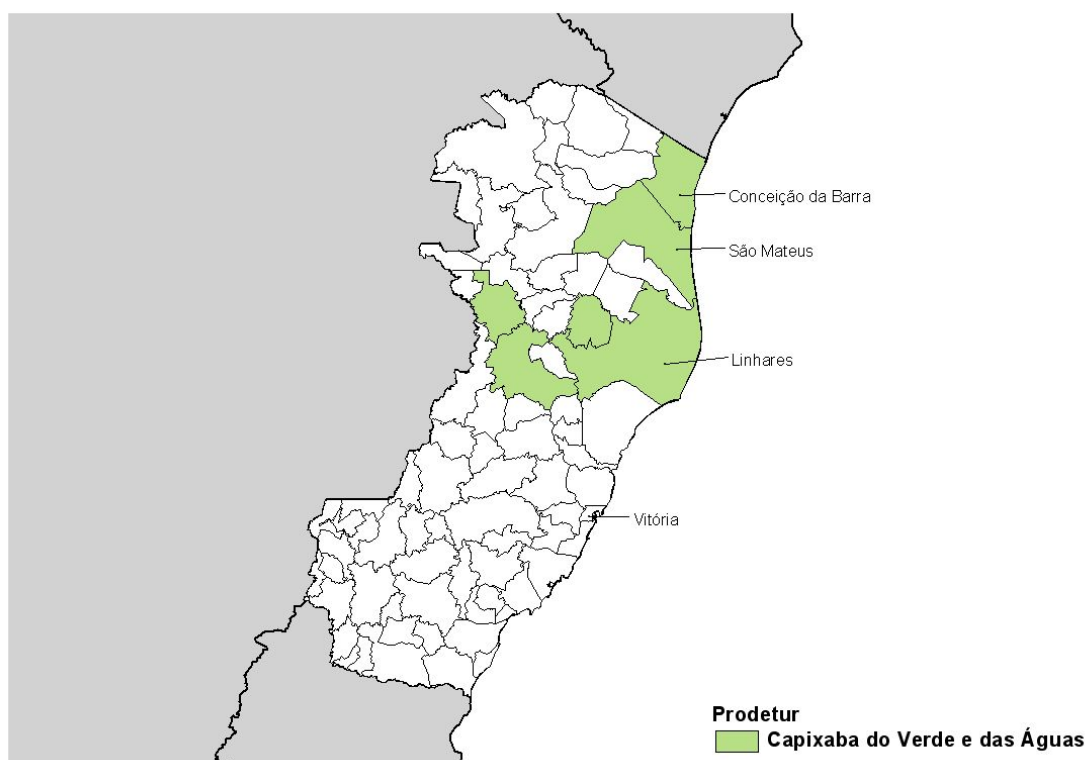 Conceição da Barra
São Mateus
Linhares
Vitória
Prodetur
Capixaba do Verde e das Águas